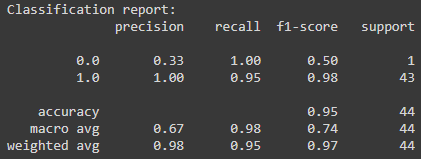 Classification report:
precision recall f1-score support
0.0 0.33 1.00 0.50 1
1.0 1.00 0.95 0.98 43
accuracy 0.95 44
macro avg 0.67 0.98 0.74 44
weighted avg 0.98 0.95 0.97 44